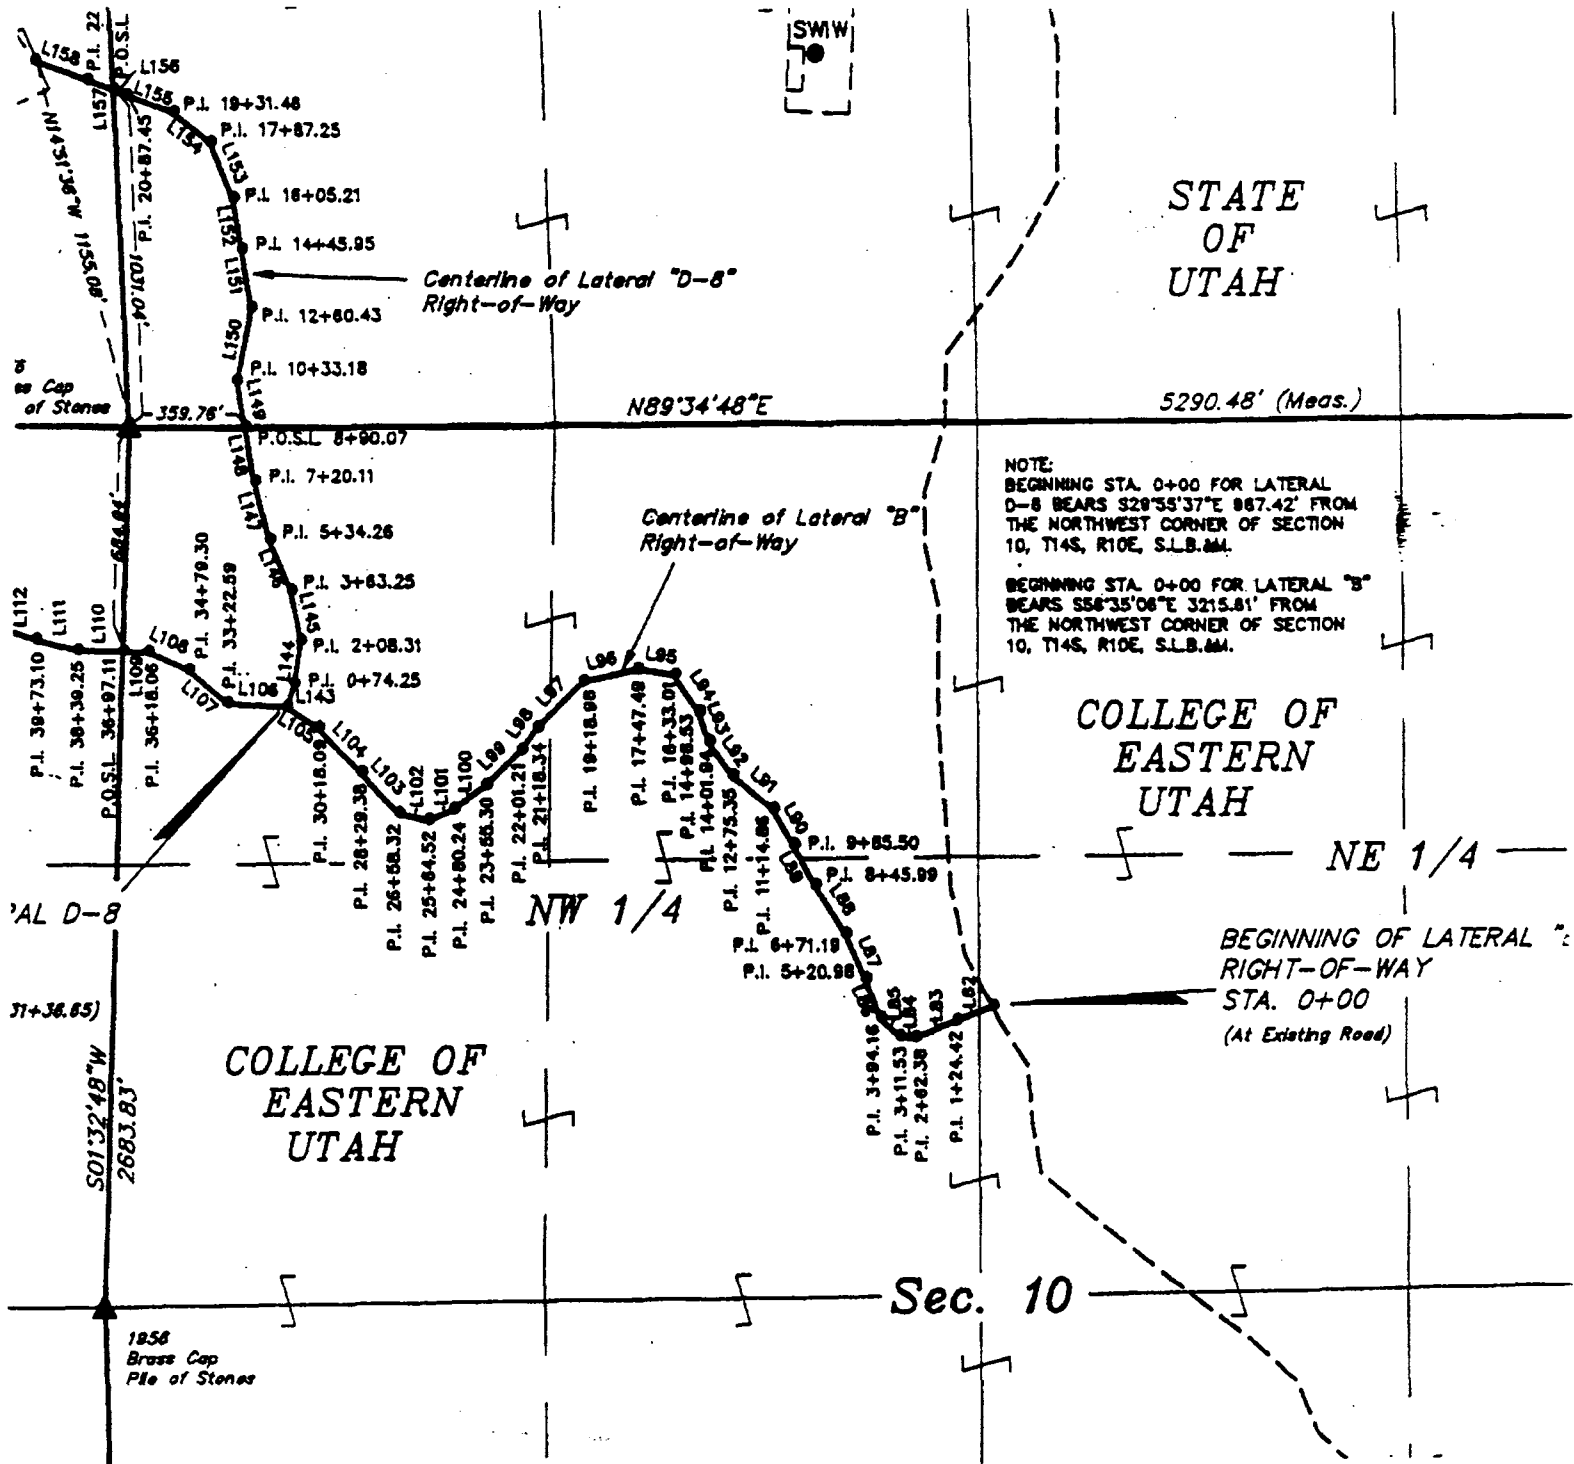 L158
P.I. 22
P.O.S.L.
L156
L157
L155
P.I. 19+31.46
L154
P.I. 17+87.25
N14°51'36"W 1155.08'
P.I. 20+87.45
1031.04'
L153
P.I. 16+05.21
L152
P.I. 14+45.95
L151
P.I. 12+60.43
L150
P.I. 10+33.18
L149
SWIW
STATE
OF
UTAH
Centerline of Lateral "D-8"
Right-of-Way
Cap
of Stones
359.76'
N89°34'48"E
5290.48' (Meas.)
P.O.S.L. 8+90.07
L148
P.I. 7+20.11
L147
P.I. 5+34.26
L146
P.I. 3+63.25
L145
P.I. 2+08.31
L144
P.I. 0+74.25
L143
684.84'
Centerline of Lateral "B"
Right-of-Way
NOTE:
BEGINNING STA. 0+00 FOR LATERAL
D-8 BEARS S29°55'37"E 967.42' FROM
THE NORTHWEST CORNER OF SECTION
10, T14S, R10E, S.L.B.&M.
BEGINNING STA. 0+00 FOR LATERAL "B"
BEARS S56°35'06"E 3215.81' FROM
THE NORTHWEST CORNER OF SECTION
10, T14S, R10E, S.L.B.&M.
L112
L111
L110
L109
L108
L107
L106
L105
L104
L103
L102
L101
L100
L99
L98
L97
L96
L95
L94
L93
L92
L91
L90
L89
L88
L87
L86
L85
L84
L83
L82
P.I. 39+73.10
P.I. 38+39.25
P.O.S.L. 36+97.11
P.I. 36+18.06
P.I. 34+79.30
P.I. 33+22.59
P.I. 30+18.09
P.I. 28+29.38
P.I. 26+58.32
P.I. 25+64.52
P.I. 24+80.24
P.I. 23+55.30
P.I. 22+01.21
P.I. 21+18.34
P.I. 19+18.98
P.I. 17+47.49
P.I. 16+33.01
P.I. 14+98.53
P.I. 14+01.94
P.I. 12+75.35
P.I. 11+14.86
P.I. 9+85.50
P.I. 8+45.99
P.I. 6+71.19
P.I. 5+20.98
P.I. 3+94.16
P.I. 3+11.53
P.I. 2+62.38
P.I. 1+24.42
COLLEGE OF
EASTERN
UTAH
NW 1/4
NE 1/4
AL D-8
31+36.65)
BEGINNING OF LATERAL
RIGHT-OF-WAY
STA. 0+00
(At Existing Road)
COLLEGE OF
EASTERN
UTAH
S01°32'48"W
2683.83'
Sec. 10
1956
Brass Cap
Pile of Stones